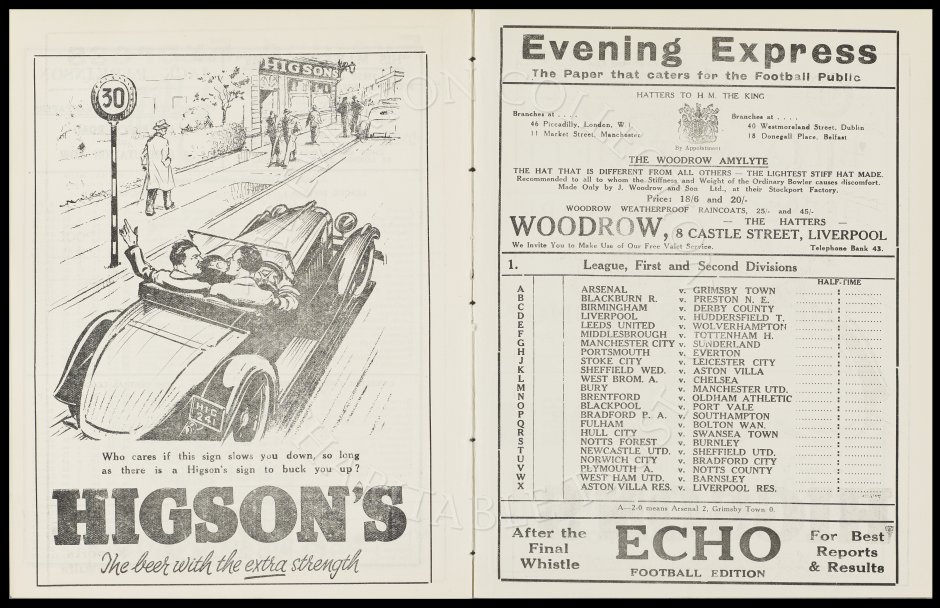 30
HIGSONS
Who cares if this sign slows you down, so long
as there is a Higson's sign to buck you up?
HIGSON'S
The beer with the extra strength
Evening Express
The Paper that caters for the Football Public
HATTERS TO H M. THE KING
Branches at . . . .
46 Piccadilly, London, W 1.
11 Market Street, Manchester
By Appointment
Branches at . . . .
40 Westmoreland Street, Dublin
18 Donegall Place, Belfast
THE WOODROW AMYLYTE
THE HAT THAT IS DIFFERENT FROM ALL OTHERS — THE LIGHTEST STIFF HAT MADE.
Recommended to all to whom the Stiffness and Weight of the Ordinary Bowler causes discomfort.
Made Only by J. Woodrow and Son Ltd., at their Stockport Factory.
Price: 18/6 and 20/-
WOODROW WEATHERPROOF RAINCOATS, 25/- and 45/-
WOODROW, — THE HATTERS —
8 CASTLE STREET, LIVERPOOL
We Invite You to Make Use of Our Free Valet Service. Telephone Bank 43.
1. League, First and Second Divisions
HALF-TIME
A ARSENAL v. GRIMSBY TOWN :
B BLACKBURN R. v. PRESTON N. E. :
C BIRMINGHAM v. DERBY COUNTY :
D LIVERPOOL v. HUDDERSFIELD T. :
E LEEDS UNITED v. WOLVERHAMPTON :
F MIDDLESBROUGH v. TOTTENHAM H. :
G MANCHESTER CITY v. SUNDERLAND :
H PORTSMOUTH v. EVERTON :
J STOKE CITY v. LEICESTER CITY :
K SHEFFIELD WED. v. ASTON VILLA :
L WEST BROM. A. v. CHELSEA :
M BURY v. MANCHESTER UTD. :
N BRENTFORD v. OLDHAM ATHLETIC :
O BLACKPOOL v. PORT VALE :
P BRADFORD P. A. v. SOUTHAMPTON :
Q FULHAM v. BOLTON WAN. :
R HULL CITY v. SWANSEA TOWN :
S NOTTS FOREST v. BURNLEY :
T NEWCASTLE UTD. v. SHEFFIELD UTD. :
U NORWICH CITY v. BRADFORD CITY :
V PLYMOUTH A. v. NOTTS COUNTY :
W WEST HAM UTD. v. BARNSLEY :
X ASTON VILLA RES. v. LIVERPOOL RES. :
A—2.0 means Arsenal 2, Grimsby Town 0.
After the
Final
Whistle
ECHO
FOOTBALL EDITION
For Best
Reports
& Results